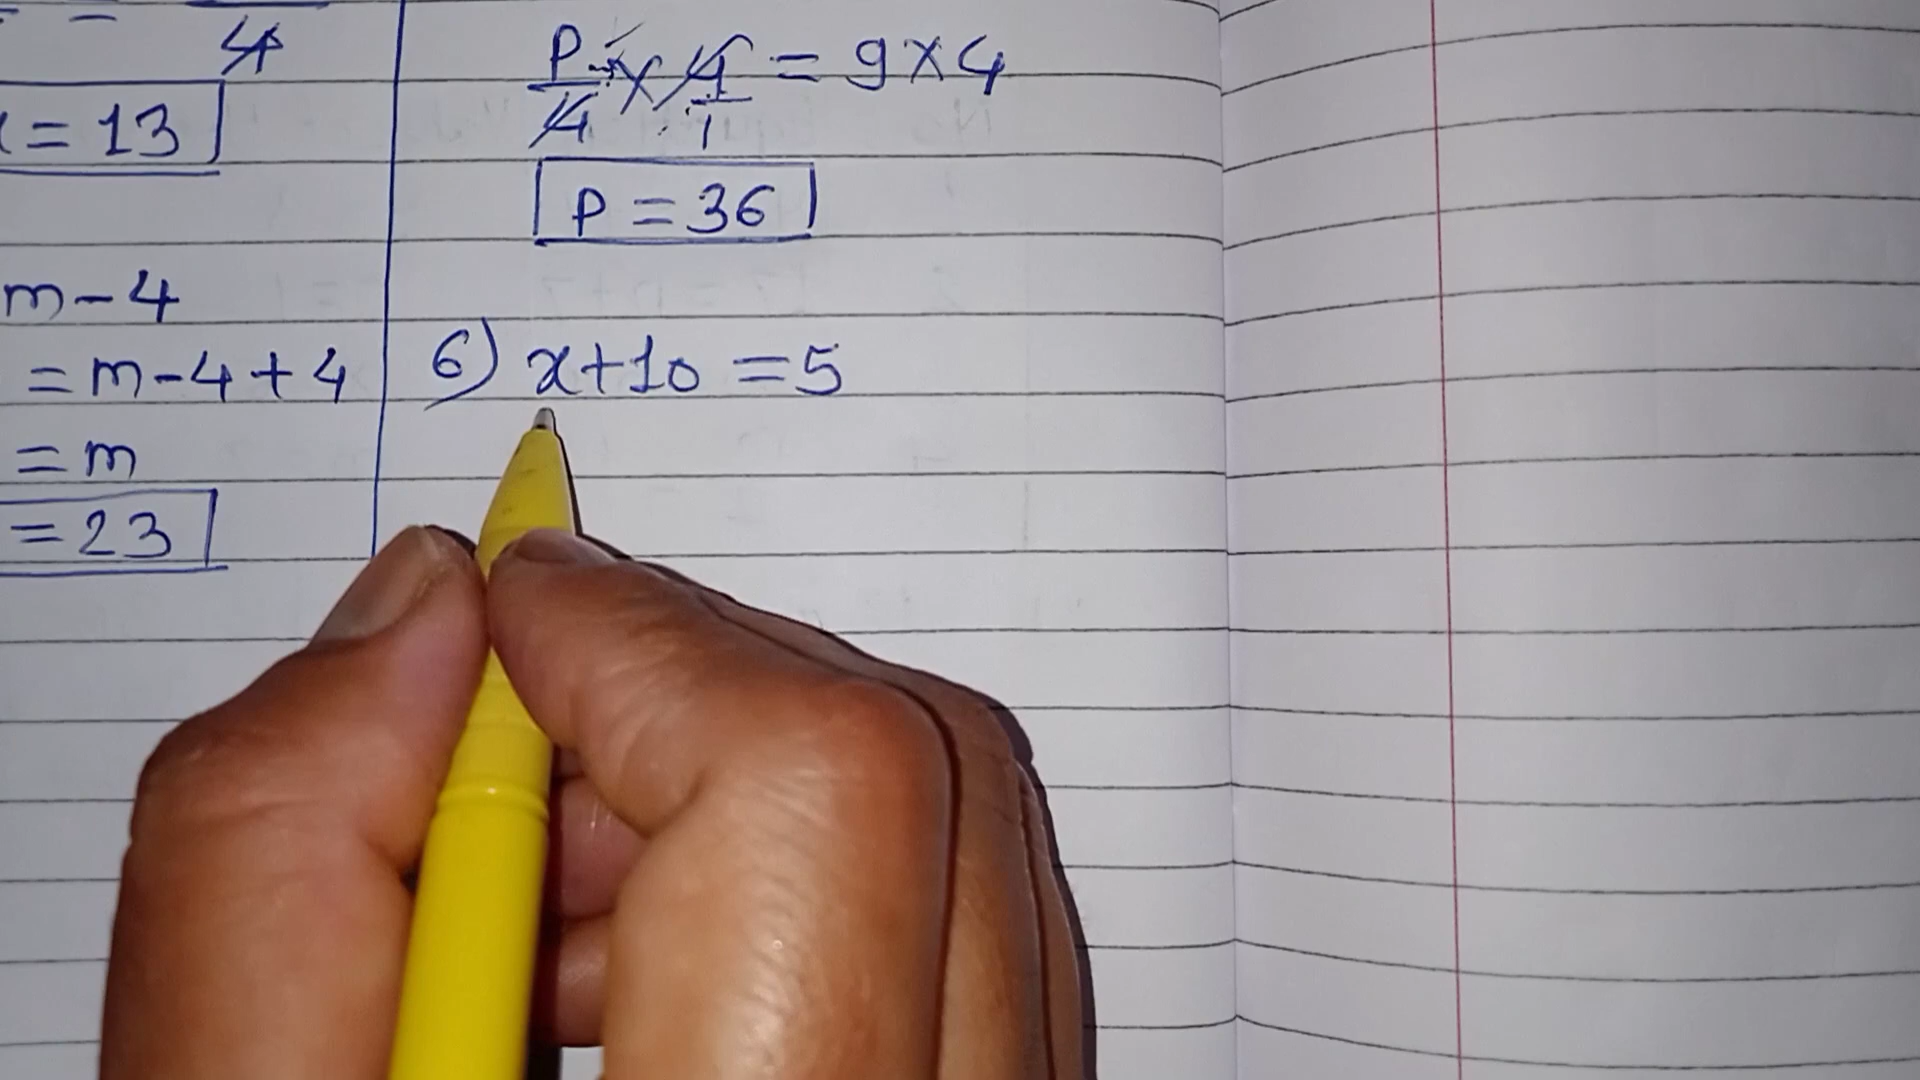 4
= 13
m-4
= m-4+4
= m
= 23
P/4 × 4/1 = 9×4
P = 36
6) x+10 = 5